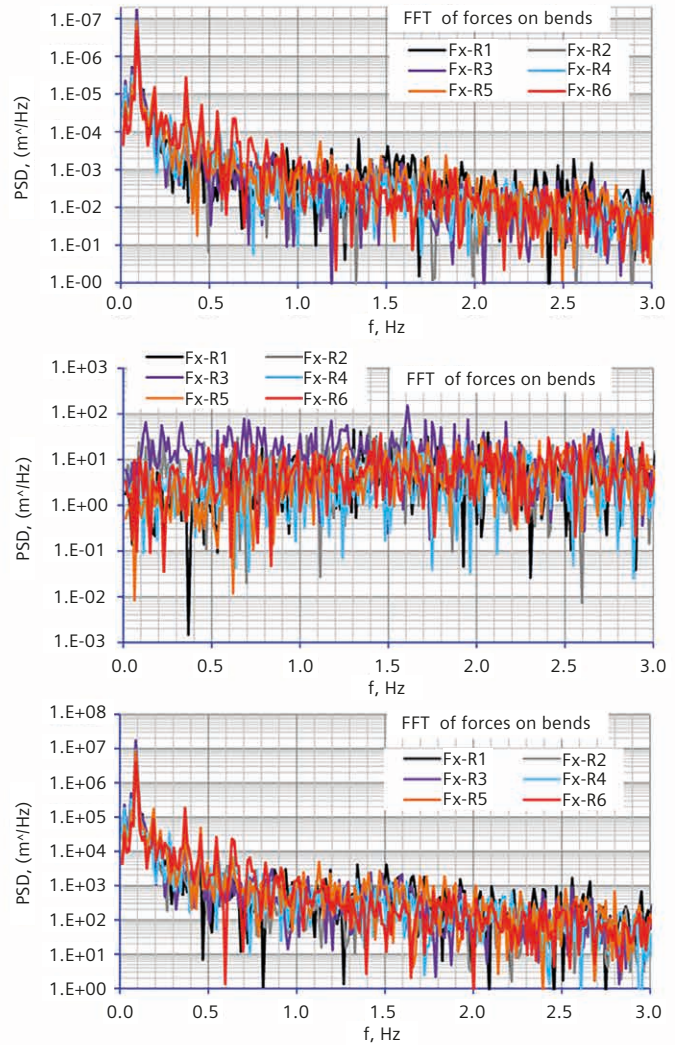 FFT of forces on bends
Fx-R1 Fx-R2
Fx-R3 Fx-R4
Fx-R5 Fx-R6
PSD, (m^/Hz)
1.E-07
1.E-06
1.E-05
1.E-04
1.E-03
1.E-02
1.E-01
1.E-00
0.0 0.5 1.0 1.5 2.0 2.5 3.0
f, Hz
Fx-R1 Fx-R2
Fx-R3 Fx-R4
Fx-R5 Fx-R6
FFT of forces on bends
PSD, (m^/Hz)
1.E+03
1.E+02
1.E+01
1.E+00
1.E-01
1.E-02
1.E-03
0.0 0.5 1.0 1.5 2.0 2.5 3.0
f, Hz
FFT of forces on bends
Fx-R1 Fx-R2
Fx-R3 Fx-R4
Fx-R5 Fx-R6
PSD, (m^/Hz)
1.E+08
1.E+07
1.E+06
1.E+05
1.E+04
1.E+03
1.E+02
1.E+01
1.E+00
0.0 0.5 1.0 1.5 2.0 2.5 3.0
f, Hz